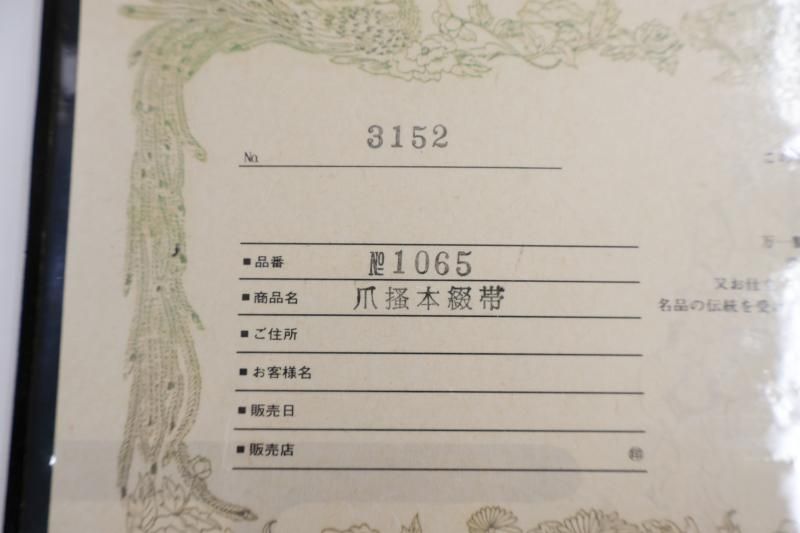 No. 3152
■品番 №1065
■商品名 爪掻本綴帯
■ご住所
■お客様名
■販売日
■販売店 ㊞
又お仕
名品の伝統を受